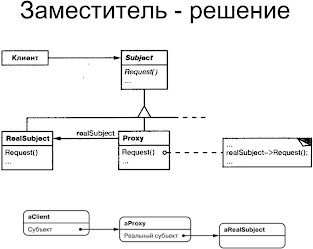 Заместитель - решение
Клиент
Subject
Request()
...
realSubject
RealSubject
Request()
...
Proxy
Request()
...
...
realSubject->Request();
...
aClient
Субъект
aProxy
Реальный субъект
aRealSubject